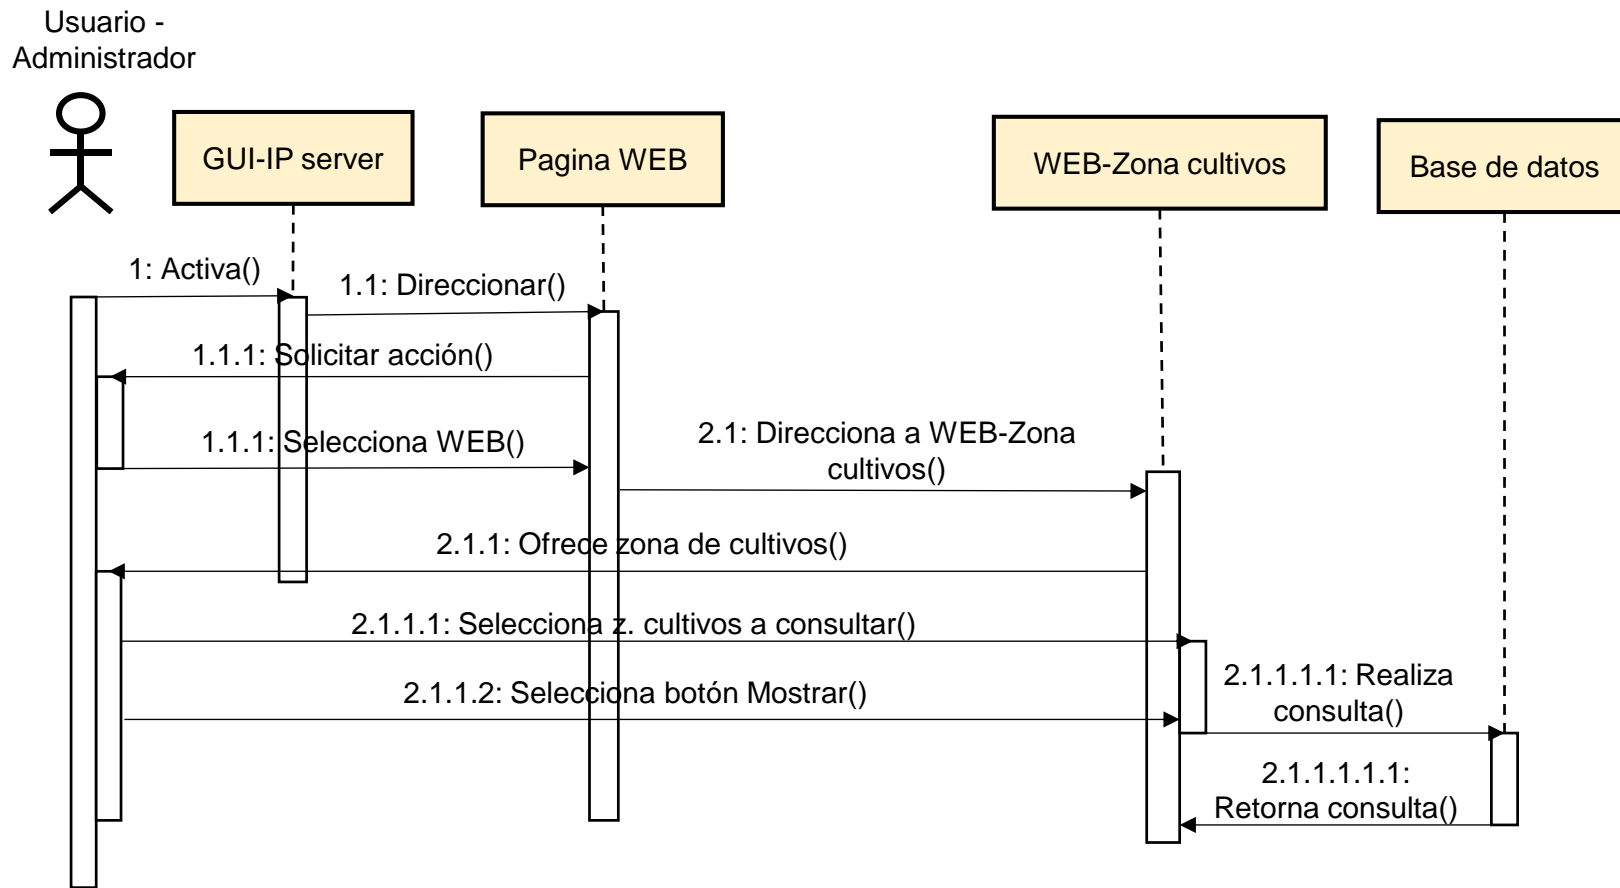 Usuario -
Administrador
GUI-IP server
Pagina WEB
WEB-Zona cultivos
Base de datos
1: Activa()
1.1: Direccionar()
1.1.1: Solicitar acción()
1.1.1: Selecciona WEB()
2.1: Direcciona a WEB-Zona
cultivos()
2.1.1: Ofrece zona de cultivos()
2.1.1.1: Selecciona z. cultivos a consultar()
2.1.1.2: Selecciona botón Mostrar()
2.1.1.1.1: Realiza
consulta()
2.1.1.1.1.1:
Retorna consulta()